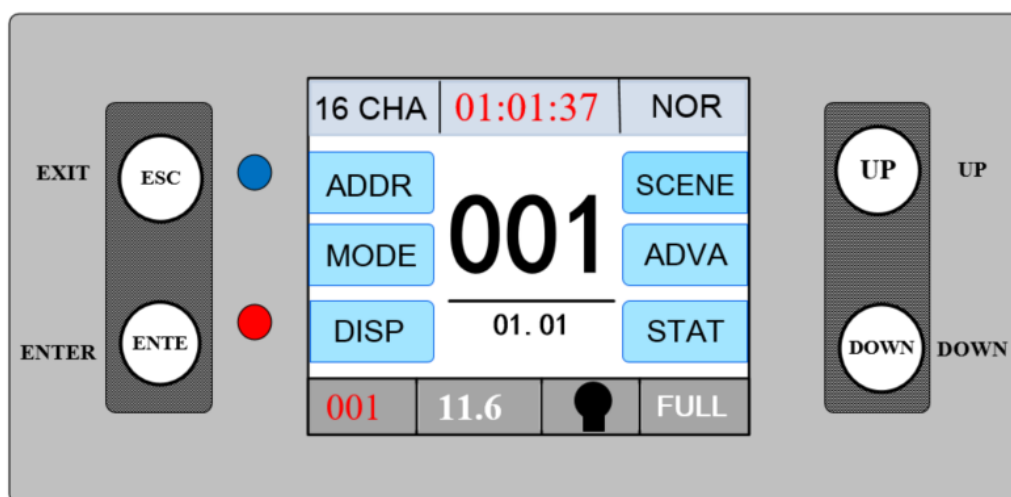 16 CHA 01:01:37 NOR
EXIT ESC ADDR SCENE UP UP
001
MODE ADVA
ENTER ENTE DISP 01.01 STAT DOWN DOWN
001 11.6 FULL